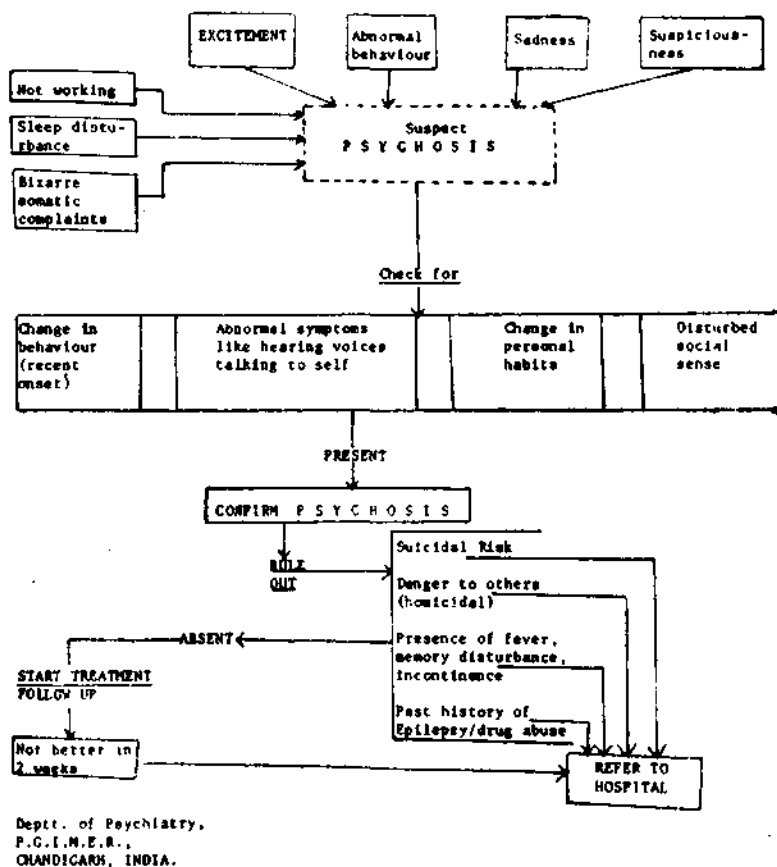 EXCITEMENT
Abnormal
behaviour
Sadness
Suspicious-
ness
Not working
Sleep distu-
rbance
Bizarre
somatic
complaints
Suspect
P S Y C H O S I S
Check for
Change in
behaviour
(recent
onset)
Abnormal symptoms
like hearing voices
talking to self
Change in
personal
habits
Disturbed
social
sense
PRESENT
CONFIRM P S Y C H O S I S
RULE
OUT
Suicidal Risk
Danger to others
(homicidal)
Presence of fever,
memory disturbance,
incontinence
Past history of
Epilepsy/drug abuse
ABSENT
START TREATMENT
FOLLOW UP
Not better in
2 weeks
REFER TO
HOSPITAL
Deptt. of Psychiatry,
P.G.I.M.E.R.,
CHANDIGARH, INDIA.